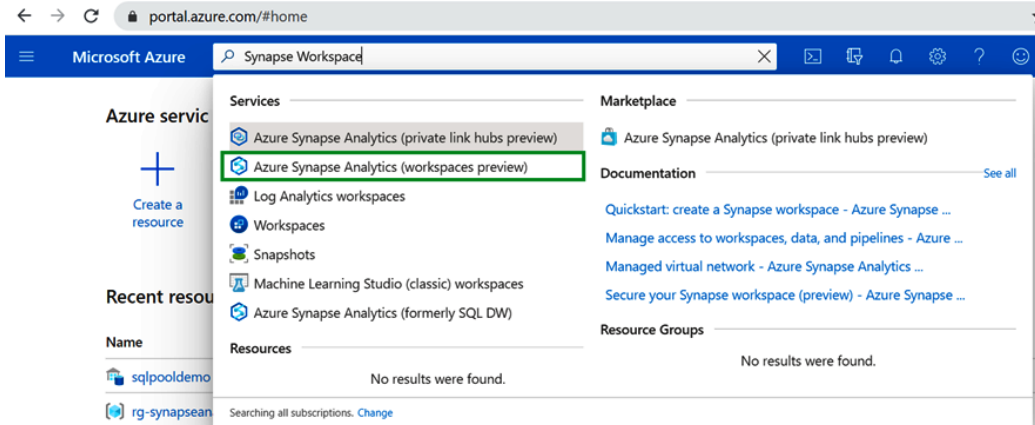 portal.azure.com/#home
Microsoft Azure
Synapse Workspace
Azure servic
Create a
resource
Recent resou
Name
sqlpooldemo
rg-synapsean
Services
Azure Synapse Analytics (private link hubs preview)
Azure Synapse Analytics (workspaces preview)
Log Analytics workspaces
Workspaces
Snapshots
Machine Learning Studio (classic) workspaces
Azure Synapse Analytics (formerly SQL DW)
Resources
No results were found.
Searching all subscriptions. Change
Marketplace
Azure Synapse Analytics (private link hubs preview)
Documentation
See all
Quickstart: create a Synapse workspace - Azure Synapse ...
Manage access to workspaces, data, and pipelines - Azure ...
Managed virtual network - Azure Synapse Analytics ...
Secure your Synapse workspace (preview) - Azure Synapse ...
Resource Groups
No results were found.